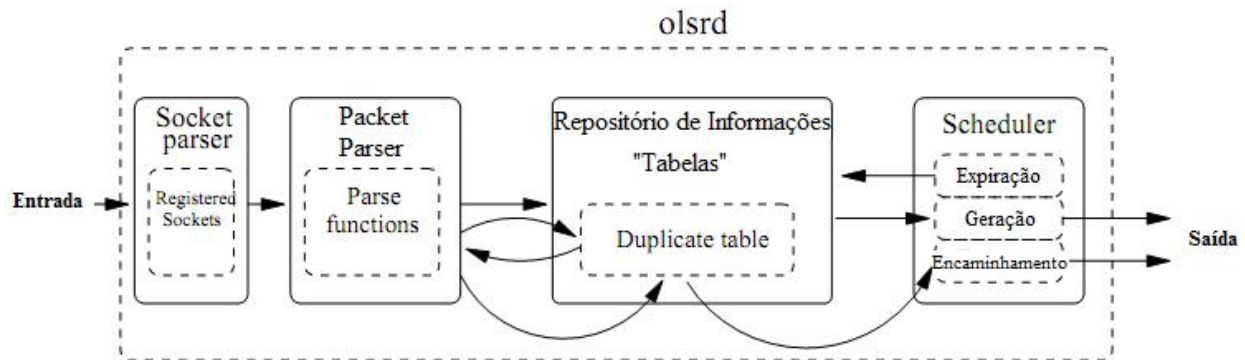 olsrd
Entrada
Socket
parser
Registered
Sockets
Packet
Parser
Parse
functions
Repositório de Informações
"Tabelas"
Duplicate table
Scheduler
Expiração
Geração
Encaminhamento
Saída